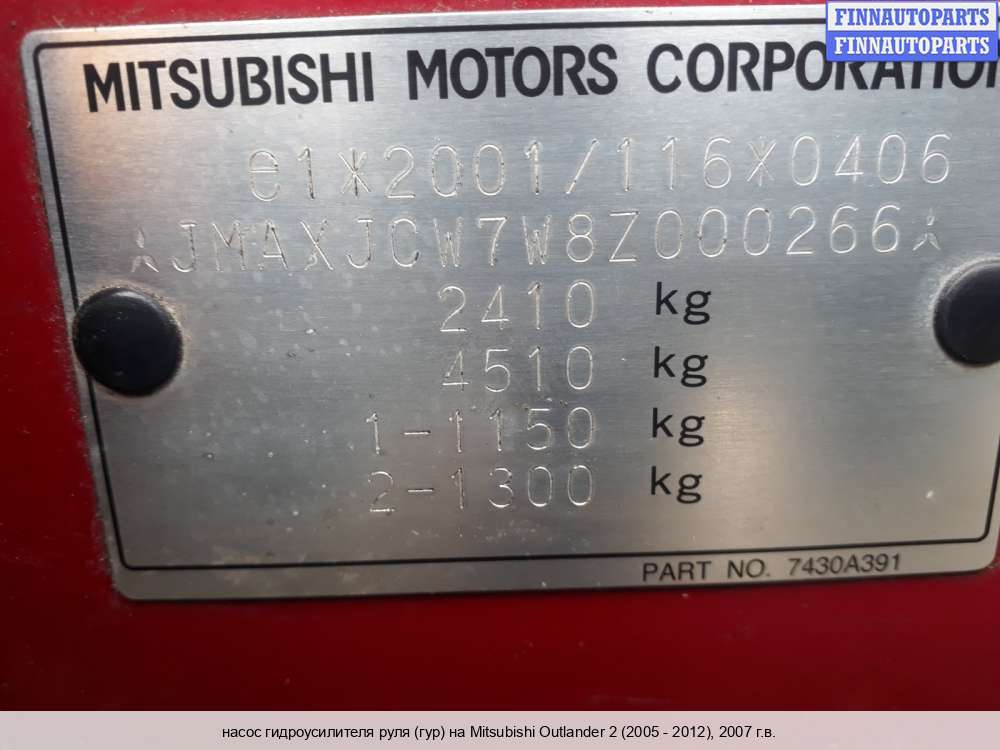 FINNAUTOPARTS
FINNAUTOPARTS
MITSUBISHI MOTORS CORPORATION
e1*2001/116*0406
JMAXJCW7W8Z000266
2410 kg
4510 kg
1-1150 kg
2-1300 kg
PART NO. 7430A391
насос гидроусилителя руля (гур) на Mitsubishi Outlander 2 (2005 - 2012), 2007 г.в.